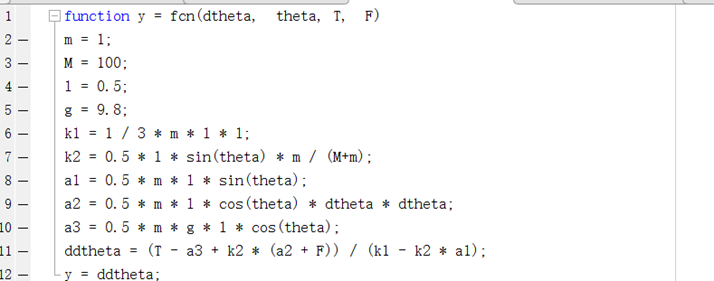 1 function y = fcn(dtheta, theta, T, F)
2 – m = 1;
3 – M = 100;
4 – l = 0.5;
5 – g = 9.8;
6 – k1 = 1 / 3 * m * l * l;
7 – k2 = 0.5 * l * sin(theta) * m / (M+m);
8 – a1 = 0.5 * m * l * sin(theta);
9 – a2 = 0.5 * m * l * cos(theta) * dtheta * dtheta;
10 – a3 = 0.5 * m * g * l * cos(theta);
11 – ddtheta = (T - a3 + k2 * (a2 + F)) / (k1 - k2 * a1);
12 – y = ddtheta;